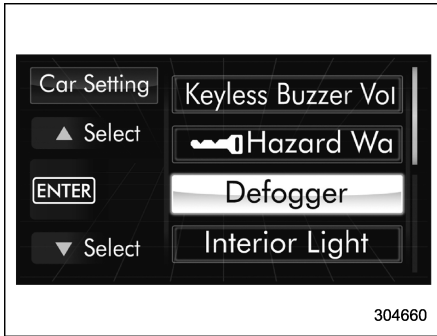 Car Setting
Keyless Buzzer Vol
▲ Select
Hazard Wa
ENTER
Defogger
▼ Select
Interior Light
304660